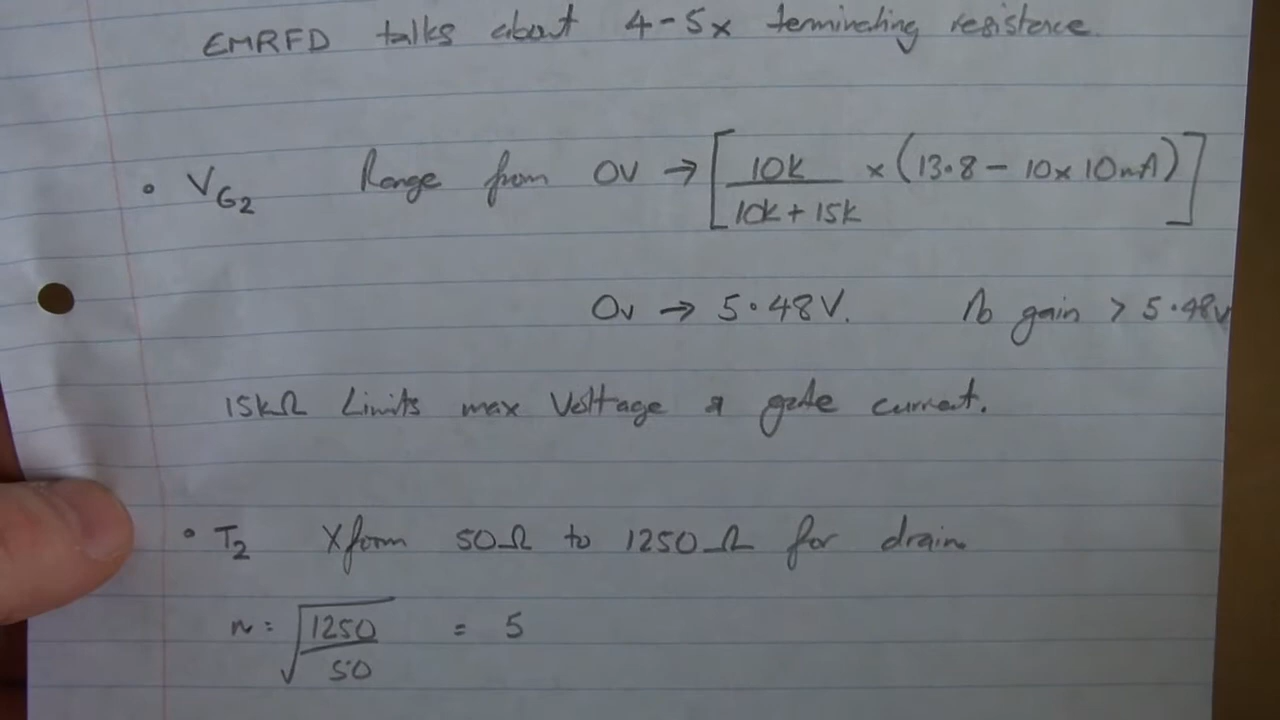 EMRFD talks about 4-5x terminating resistance.
• V_G2 Range from 0V → [10k / 10k + 15k × (13.8 - 10 x 10mA)]
0v → 5.48V. No gain > 5.48v
15kΩ Limits max Voltage & gate current.
• T2 Xform 50Ω to 1250Ω for drain
n = √1250 / 50 = 5